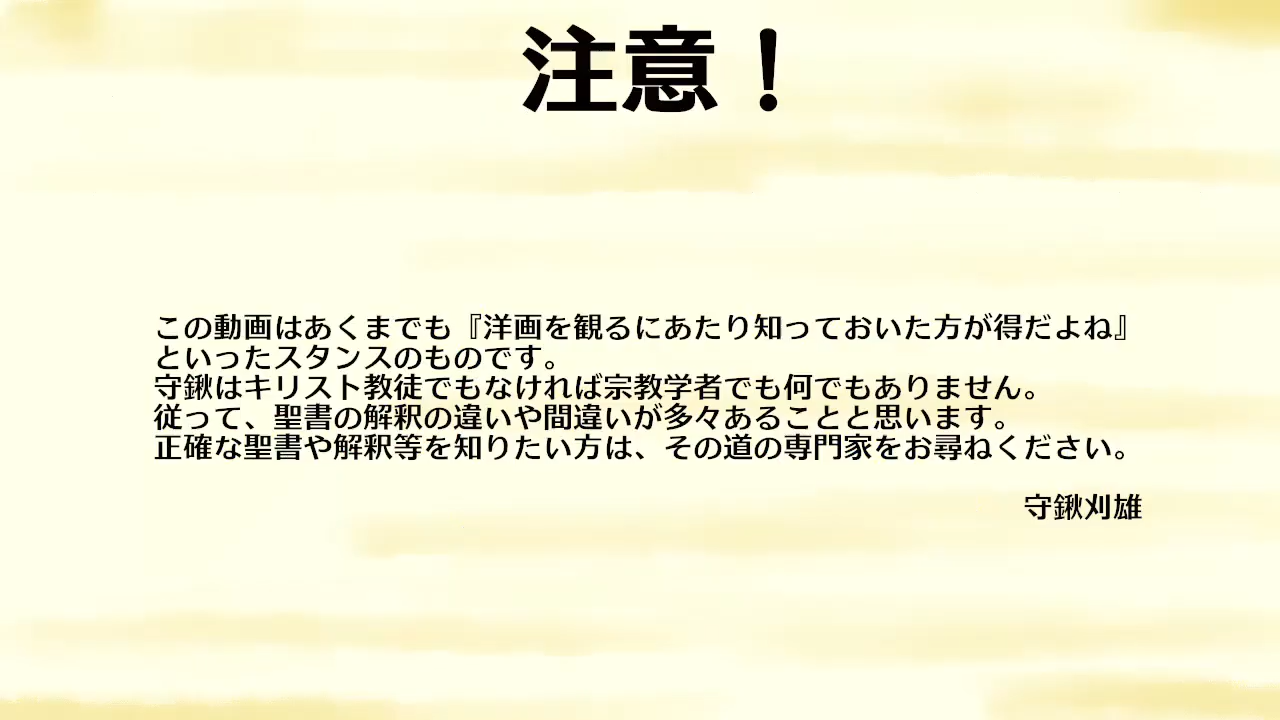 注意！
この動画はあくまでも『洋画を観るにあたり知っておいた方が得だよね』
といったスタンスのものです。
守鍬はキリスト教徒でもなければ宗教学者でも何でもありません。
従って、聖書の解釈の違いや間違いが多々あることと思います。
正確な聖書や解釈等を知りたい方は、その道の専門家をお尋ねください。
守鍬刈雄